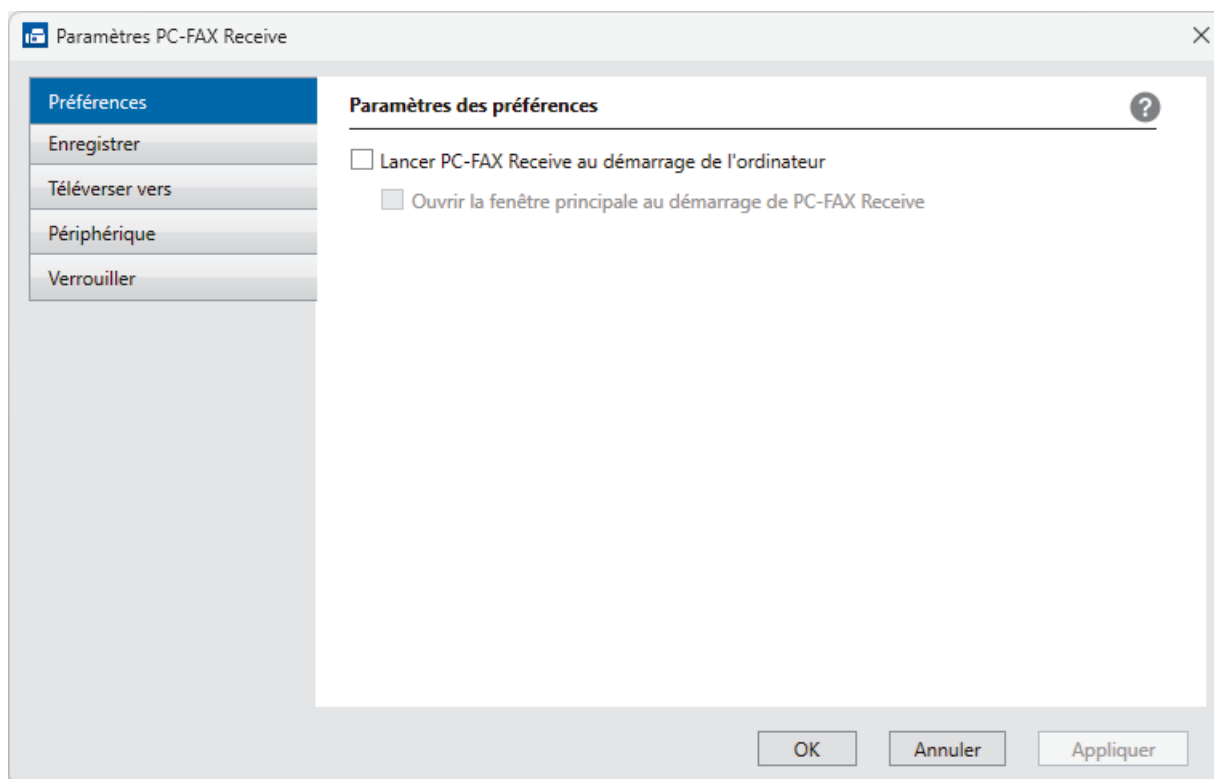 Paramètres PC-FAX Receive
Préférences
Enregistrer
Téléverser vers
Périphérique
Verrouiller
Paramètres des préférences
?
Lancer PC-FAX Receive au démarrage de l'ordinateur
Ouvrir la fenêtre principale au démarrage de PC-FAX Receive
OK
Annuler
Appliquer